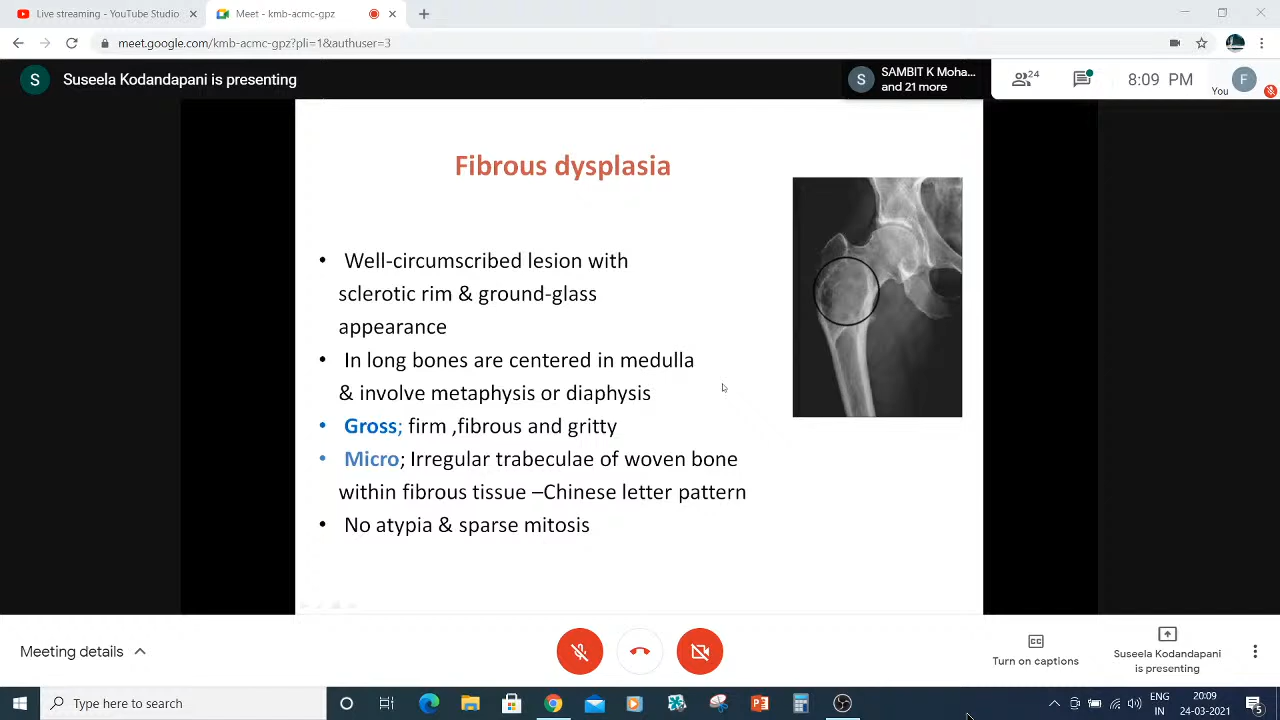 Live streaming - YouTube Studio
Meet - kmb-acmc-gpz
meet.google.com/kmb-acmc-gpz?pli=1&authuser=3
S
Suseela Kodandapani is presenting
S
SAMBIT K Moha...
and 21 more
24
8:09 PM
You
F
Fibrous dysplasia
• Well-circumscribed lesion with
sclerotic rim & ground-glass
appearance
• In long bones are centered in medulla
& involve metaphysis or diaphysis
• Gross; firm ,fibrous and gritty
• Micro; Irregular trabeculae of woven bone
within fibrous tissue –Chinese letter pattern
• No atypia & sparse mitosis
Meeting details
CC
Turn on captions
Suseela Kodandapani
is presenting
Type here to search
ENG
IN
20:09
24-03-2021
5